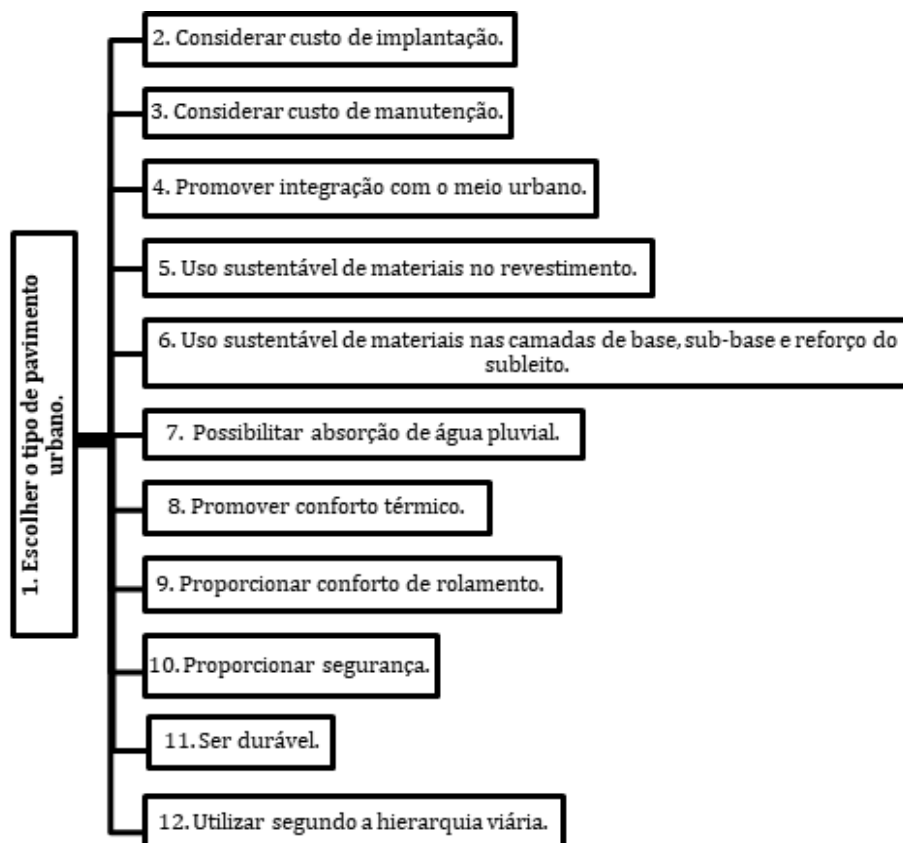 2. Considerar custo de implantação.
3. Considerar custo de manutenção.
4. Promover integração com o meio urbano.
1. Escolher o tipo de pavimento
urbano.
5. Uso sustentável de materiais no revestimento.
6. Uso sustentável de materiais nas camadas de base, sub-base e reforço do
subleito.
7. Possibilitar absorção de água pluvial.
8. Promover conforto térmico.
9. Proporcionar conforto de rolamento.
10. Proporcionar segurança.
11. Ser durável.
12. Utilizar segundo a hierarquia viária.